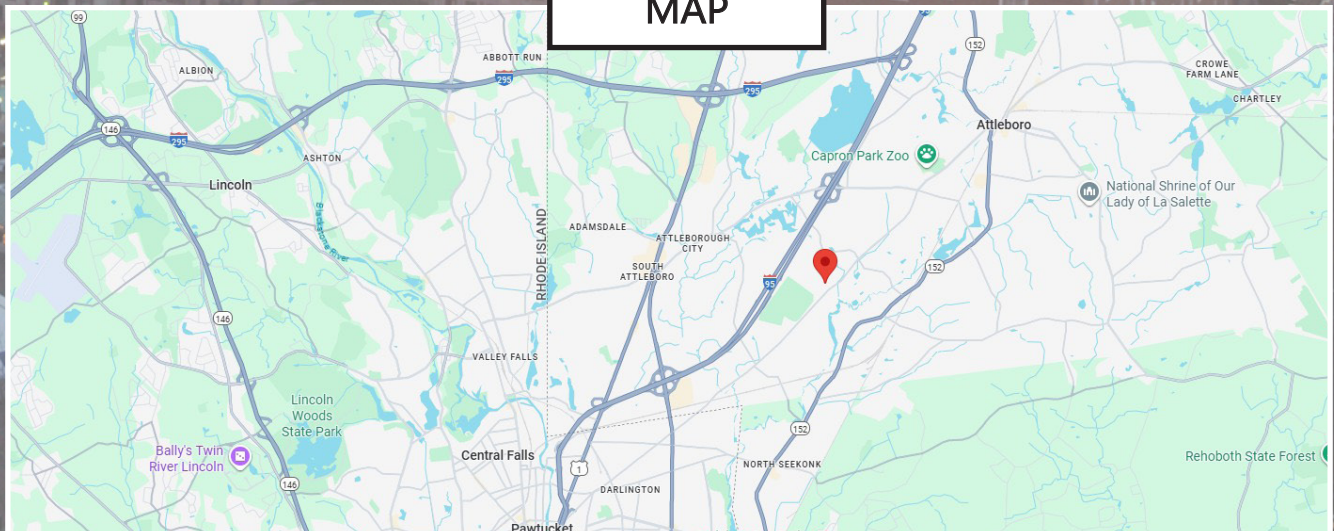 MAP
99
ABBOTT RUN
295
ALBION
152
CROWE
FARM LANE
295
CHARTLEY
146
295
Attleboro
ASHTON
Capron Park Zoo
Lincoln
National Shrine of Our
Lady of La Salette
Blackstone River
RHODE ISLAND
ADAMSDALE
ATTLEBOROUGH
CITY
SOUTH
ATTLEBORO
152
95
146
VALLEY FALLS
Lincoln
Woods
State Park
152
Bally's Twin
River Lincoln
Central Falls
1
NORTH SEEKONK
Rehoboth State Forest
146
DARLINGTON
Pawtucket